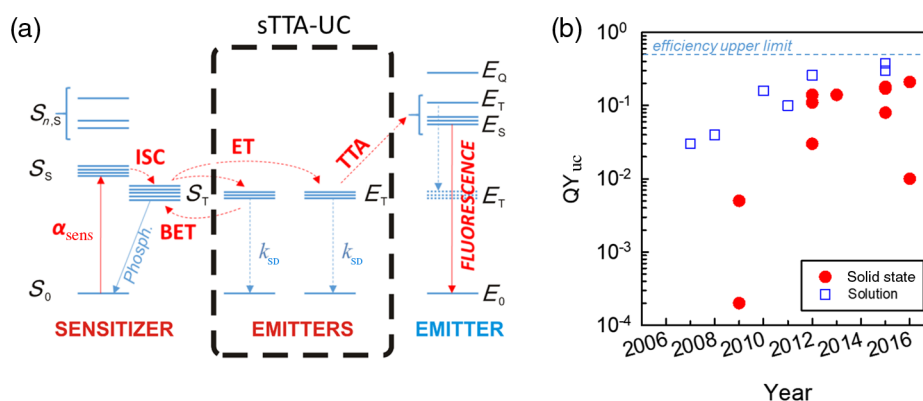 (a)
sTTA-UC
E_Q
E_T
E_S
S_n,S
S_S
ISC
ET
TTA
S_T
E_T
E_T
BET
α_sens
Phosph.
k_SD
k_SD
FLUORESCENCE
S_0
E_0
SENSITIZER
EMITTERS
EMITTER
(b)
10^0
efficiency upper limit
10^-1
10^-2
10^-3
10^-4
QY_uc
Solid state
Solution
2006
2008
2010
2012
2014
2016
Year